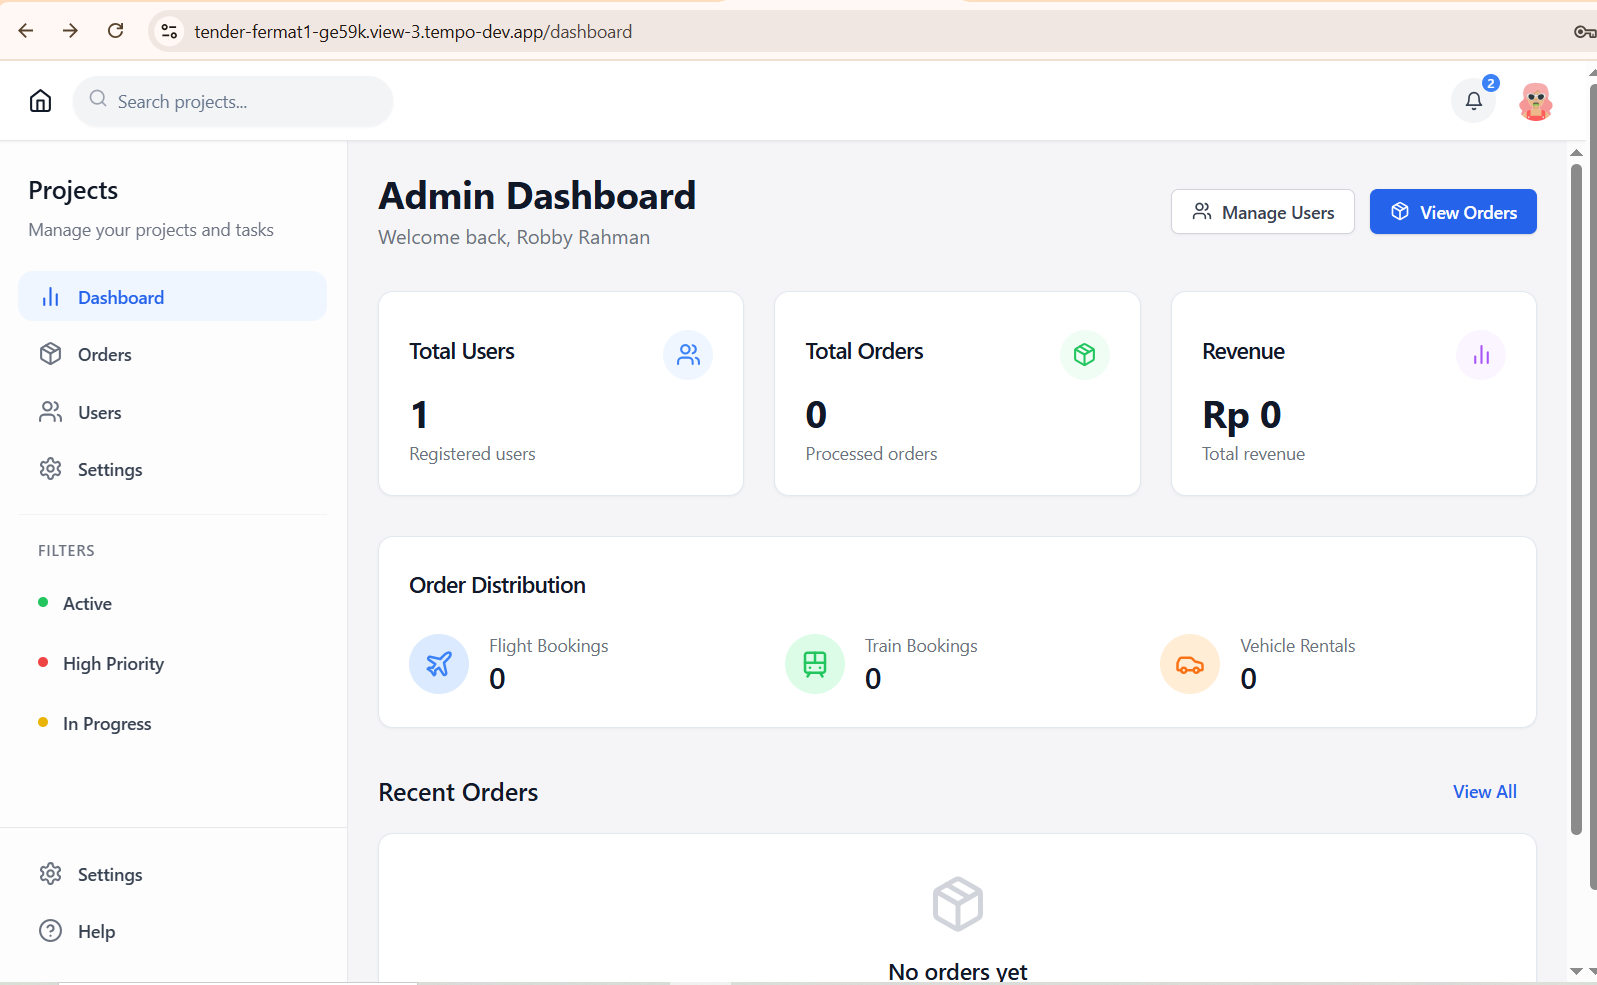 tender-fermat1-ge59k.view-3.tempo-dev.app/dashboard
Search projects...
2
Projects
Manage your projects and tasks
Dashboard
Orders
Users
Settings
FILTERS
Active
High Priority
In Progress
Settings
Help
Admin Dashboard
Welcome back, Robby Rahman
Manage Users
View Orders
Total Users
1
Registered users
Total Orders
0
Processed orders
Revenue
Rp 0
Total revenue
Order Distribution
Flight Bookings
0
Train Bookings
0
Vehicle Rentals
0
Recent Orders
View All
No orders yet